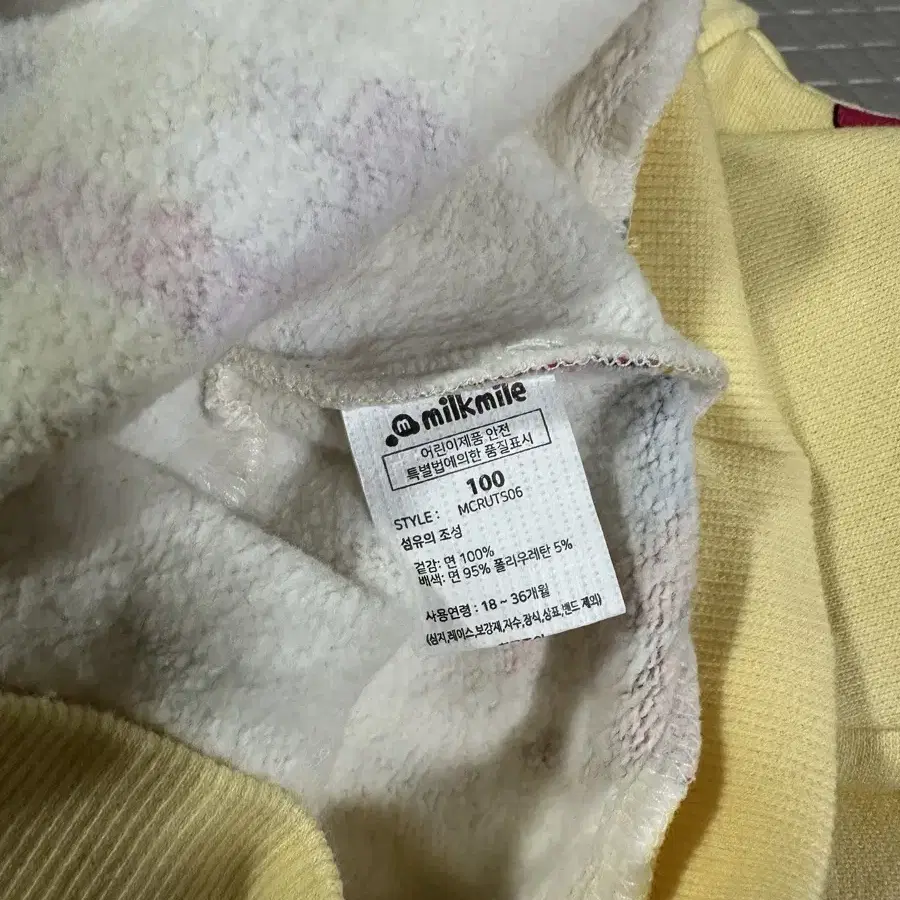 milkmile
어린이제품 안전
특별법에의한 품질표시
100
STYLE : MCRUTS06
섬유의 조성
겉감: 면 100%
배색: 면 95% 폴리우레탄 5%
사용연령 : 18 ~ 36개월
(심지,레이스,보강재,자수,장식,상표,밴드 제외)